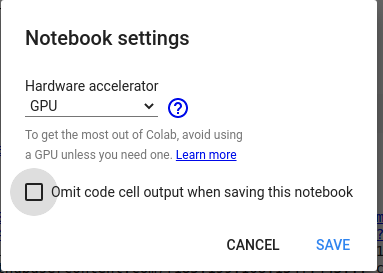 Notebook settings
Hardware accelerator
GPU
?
To get the most out of Colab, avoid using
a GPU unless you need one. Learn more
Omit code cell output when saving this notebook
CANCEL SAVE